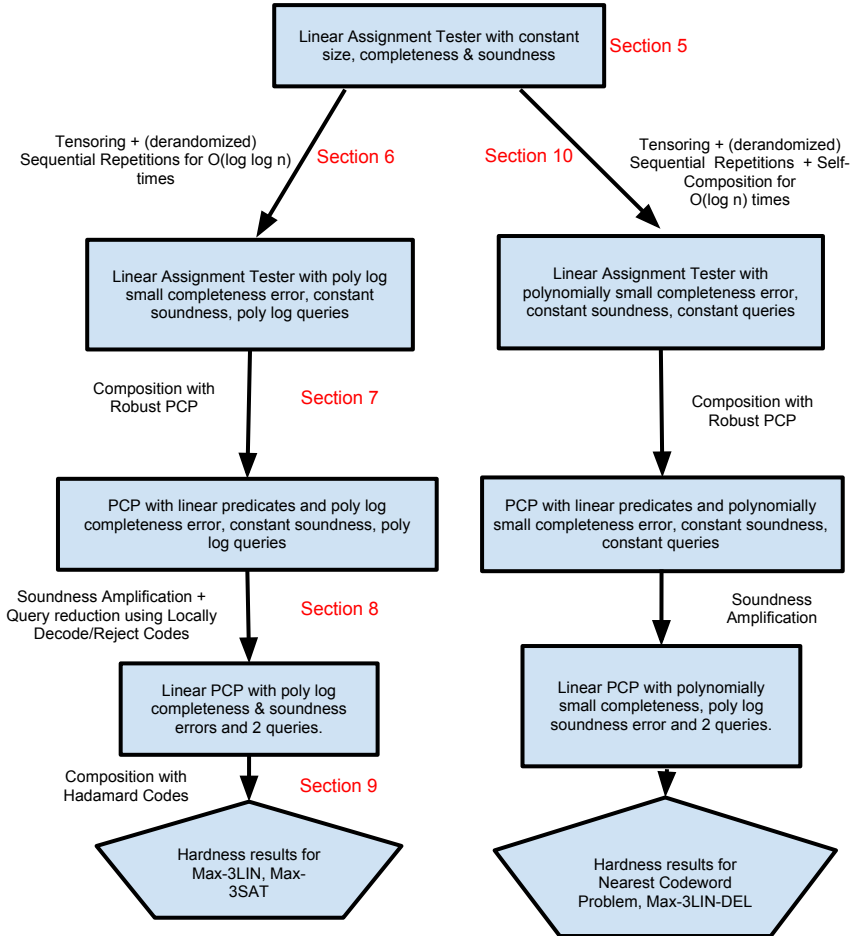 Linear Assignment Tester with constant
size, completeness & soundness
Section 5
Tensoring + (derandomized)
Sequential Repetitions for O(log log n)
times
Section 6
Section 10
Tensoring + (derandomized)
Sequential Repetitions + Self-
Composition for
O(log n) times
Linear Assignment Tester with poly log
small completeness error, constant
soundness, poly log queries
Linear Assignment Tester with
polynomially small completeness error,
constant soundness, constant queries
Composition with
Robust PCP
Section 7
Composition with
Robust PCP
PCP with linear predicates and poly log
completeness error, constant soundness, poly
log queries
PCP with linear predicates and polynomially
small completeness error, constant soundness,
constant queries
Soundness Amplification +
Query reduction using Locally
Decode/Reject Codes
Section 8
Soundness
Amplification
Linear PCP with poly log
completeness & soundness
errors and 2 queries.
Linear PCP with polynomially
small completeness, poly log
soundness error and 2 queries.
Composition with
Hadamard Codes
Section 9
Hardness results for
Max-3LIN, Max-
3SAT
Hardness results for
Nearest Codeword
Problem, Max-3LIN-DEL